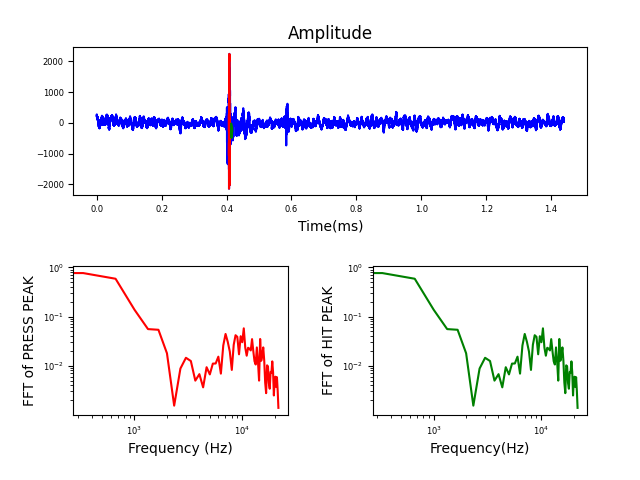 Amplitude
2000
1000
0
−1000
−2000
0.0 0.2 0.4 0.6 0.8 1.0 1.2 1.4
Time(ms)
FFT of PRESS PEAK
10⁰
10⁻¹
10⁻²
10³ 10⁴
Frequency (Hz)
FFT of HIT PEAK
10⁰
10⁻¹
10⁻²
10³ 10⁴
Frequency(Hz)